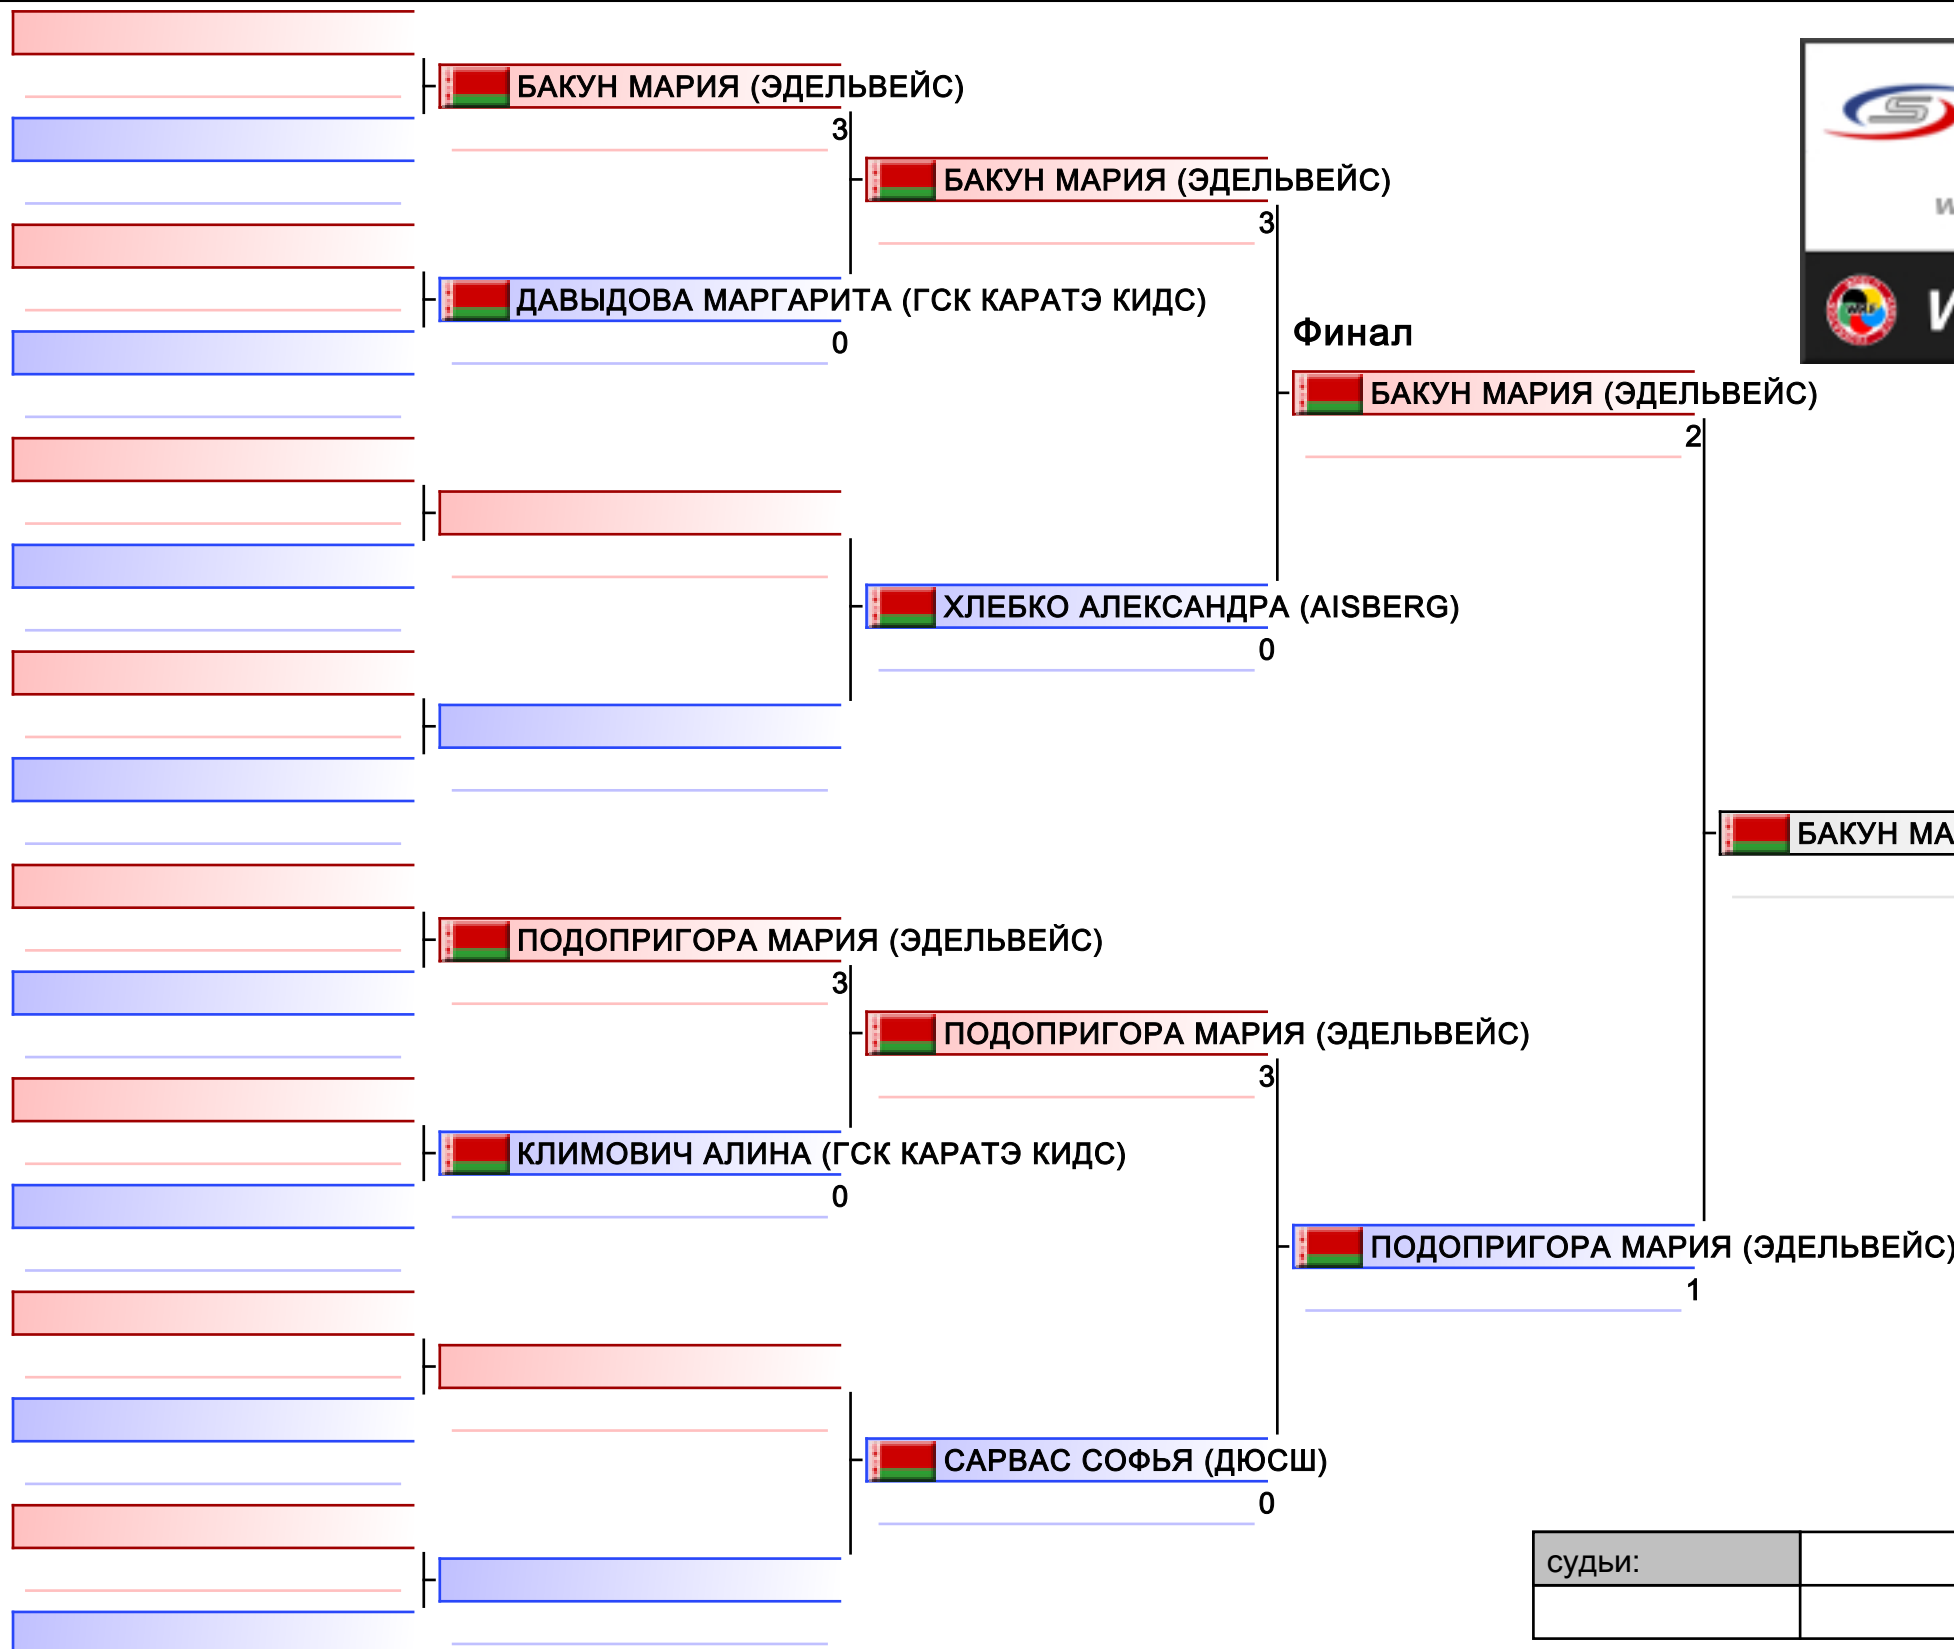 БАКУН МАРИЯ (ЭДЕЛЬВЕЙС)
3
БАКУН МАРИЯ (ЭДЕЛЬВЕЙС)
3
ДАВЫДОВА МАРГАРИТА (ГСК КАРАТЭ КИДС)
0
Финал
БАКУН МАРИЯ (ЭДЕЛЬВЕЙС)
2
ХЛЕБКО АЛЕКСАНДРА (AISBERG)
0
БАКУН МА
ПОДОПРИГОРА МАРИЯ (ЭДЕЛЬВЕЙС)
3
ПОДОПРИГОРА МАРИЯ (ЭДЕЛЬВЕЙС)
3
КЛИМОВИЧ АЛИНА (ГСК КАРАТЭ КИДС)
0
ПОДОПРИГОРА МАРИЯ (ЭДЕЛЬВЕЙС)
1
САРВАС СОФЬЯ (ДЮСШ)
0
судьи: